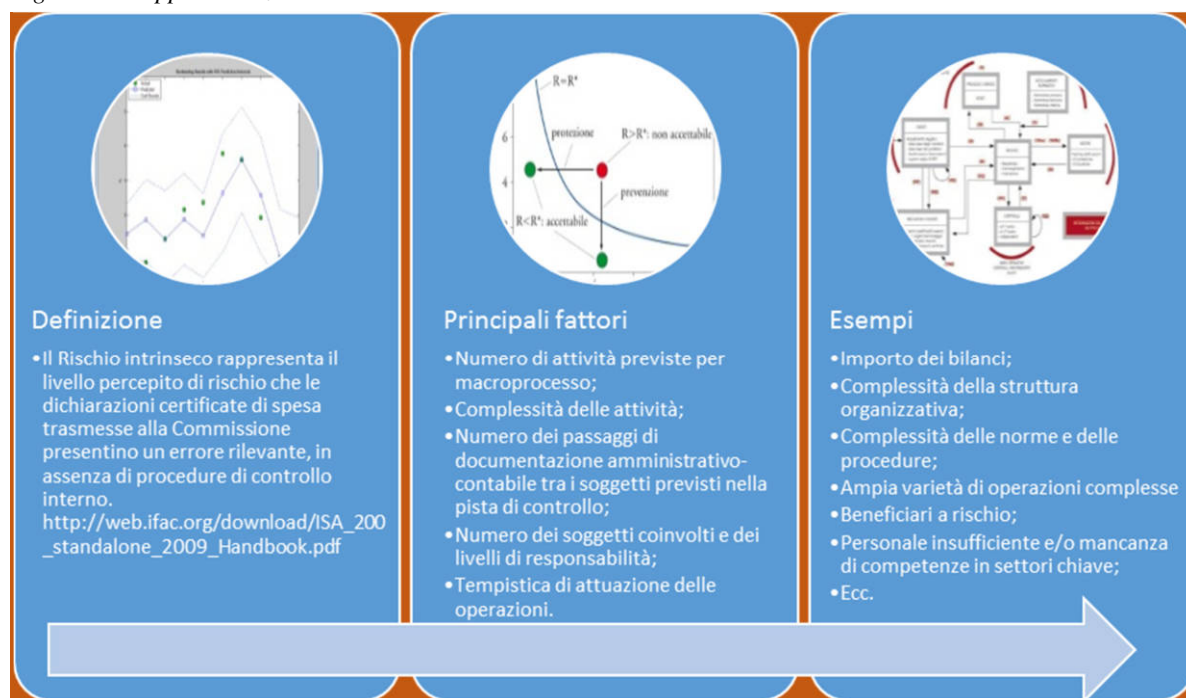 R=R*
6
protezione
R>R*: non accettabile
4
prevenzione
R<R*: accettabile
Definizione
•Il Rischio intrinseco rappresenta il
livello percepito di rischio che le
dichiarazioni certificate di spesa
trasmesse alla Commissione
presentino un errore rilevante, in
assenza di procedure di controllo
interno.
http://web.ifac.org/download/ISA_200
_standalone_2009_Handbook.pdf
Principali fattori
•Numero di attività previste per
macroprocesso;
•Complessità delle attività;
•Numero dei passaggi di
documentazione amministrativo-
contabile tra i soggetti previsti nella
pista di controllo;
•Numero dei soggetti coinvolti e dei
livelli di responsabilità;
•Tempistica di attuazione delle
operazioni.
Esempi
•Importo dei bilanci;
•Complessità della struttura
organizzativa;
•Complessità delle norme e delle
procedure;
•Ampia varietà di operazioni complesse
•Beneficiari a rischio;
•Personale insufficiente e/o mancanza
di competenze in settori chiave;
•Ecc.